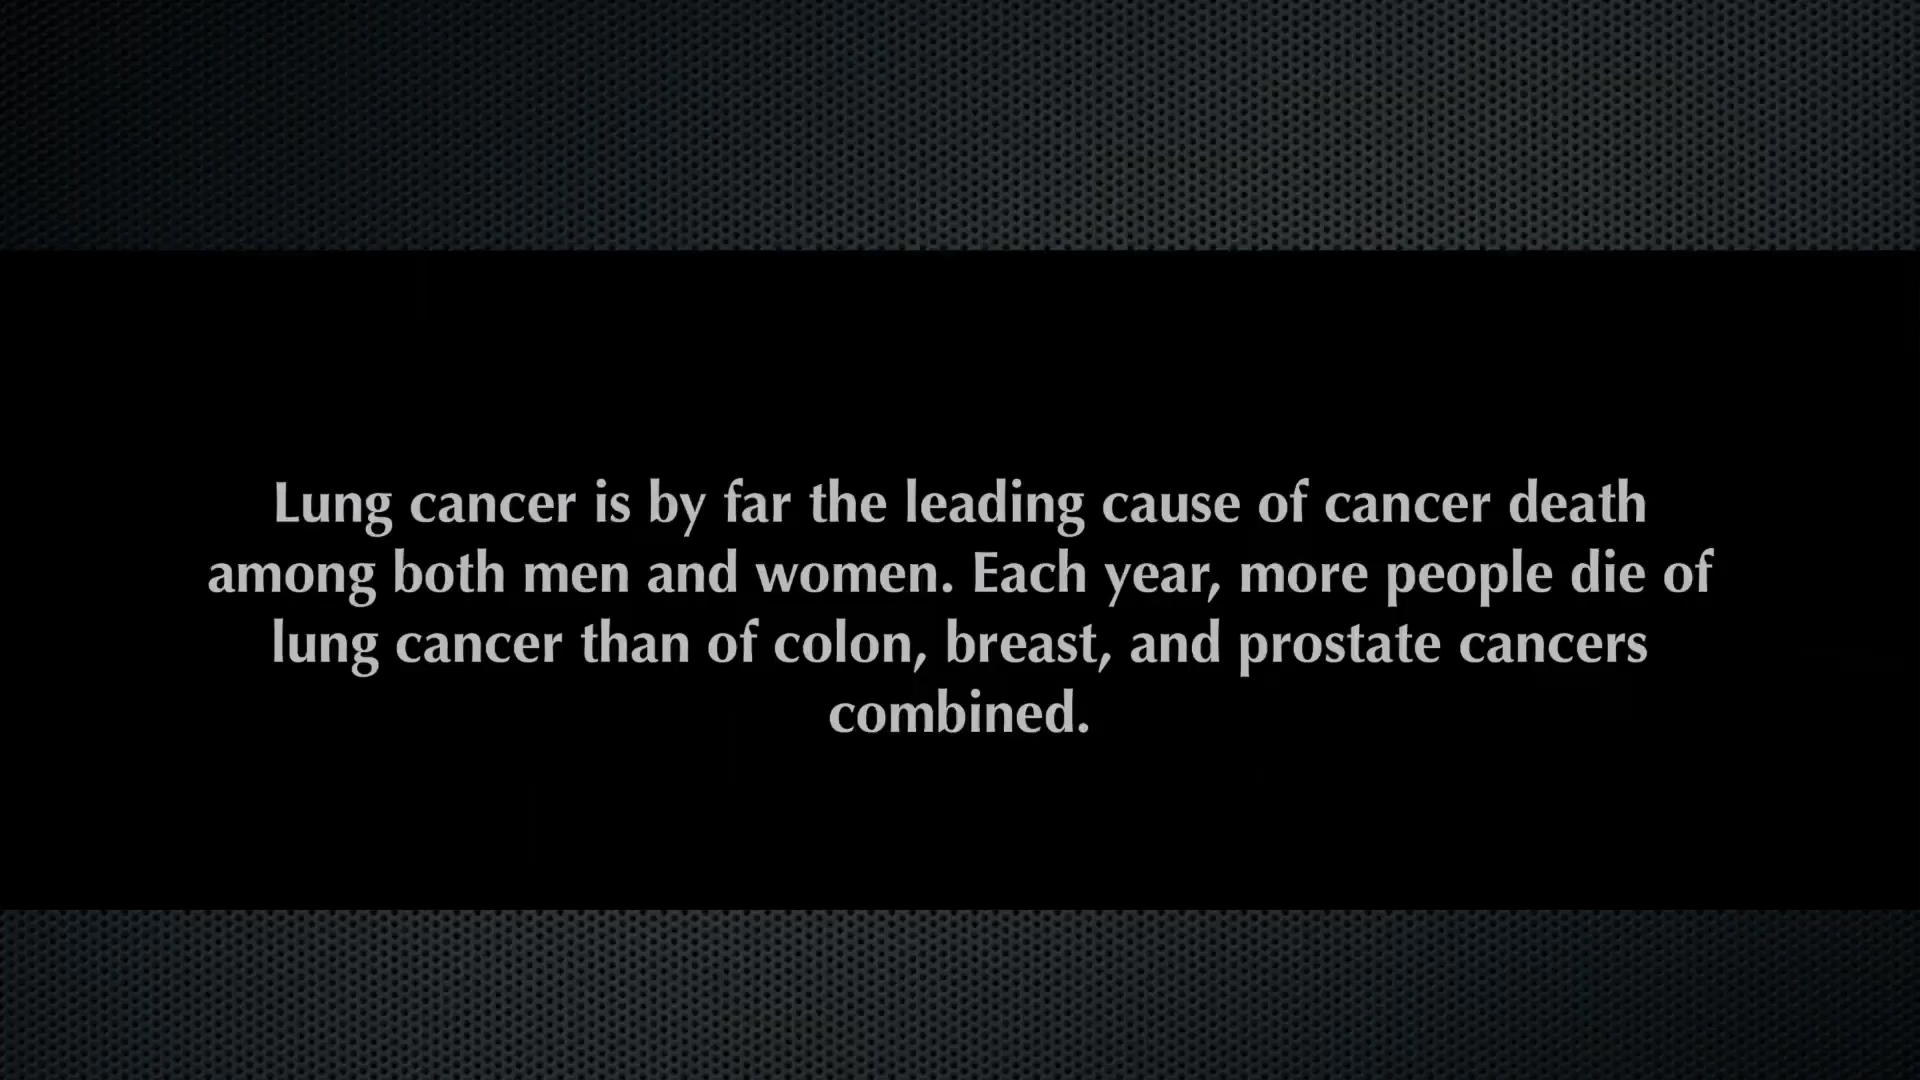 Lung cancer is by far the leading cause of cancer death
among both men and women. Each year, more people die of
lung cancer than of colon, breast, and prostate cancers
combined.